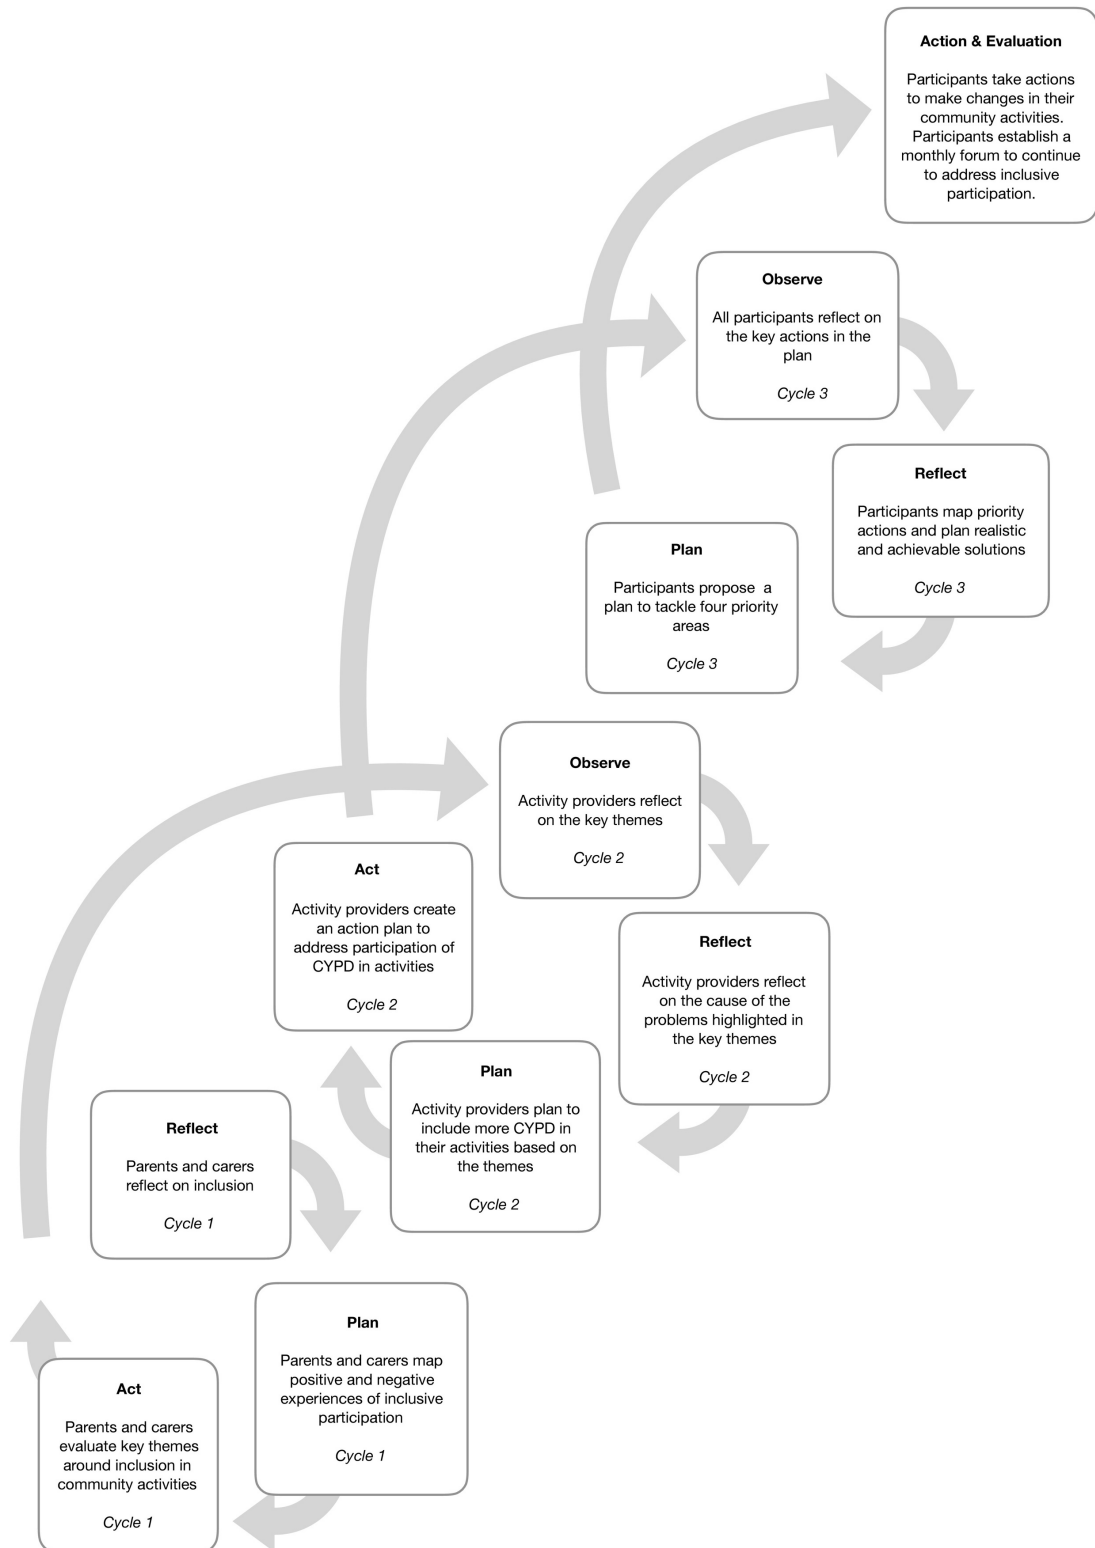 Action & Evaluation
Participants take actions
to make changes in their
community activities.
Participants establish a
monthly forum to continue
to address inclusive
participation.
Observe
All participants reflect on
the key actions in the
plan
Cycle 3
Reflect
Participants map priority
actions and plan realistic
and achievable solutions
Cycle 3
Plan
Participants propose a
plan to tackle four priority
areas
Cycle 3
Observe
Activity providers reflect
on the key themes
Cycle 2
Act
Activity providers create
an action plan to
address participation of
CYPD in activities
Cycle 2
Reflect
Activity providers reflect
on the cause of the
problems highlighted in
the key themes
Cycle 2
Plan
Activity providers plan to
include more CYPD in
their activities based on
the themes
Cycle 2
Reflect
Parents and carers
reflect on inclusion
Cycle 1
Plan
Parents and carers map
positive and negative
experiences of inclusive
participation
Cycle 1
Act
Parents and carers
evaluate key themes
around inclusion in
community activities
Cycle 1